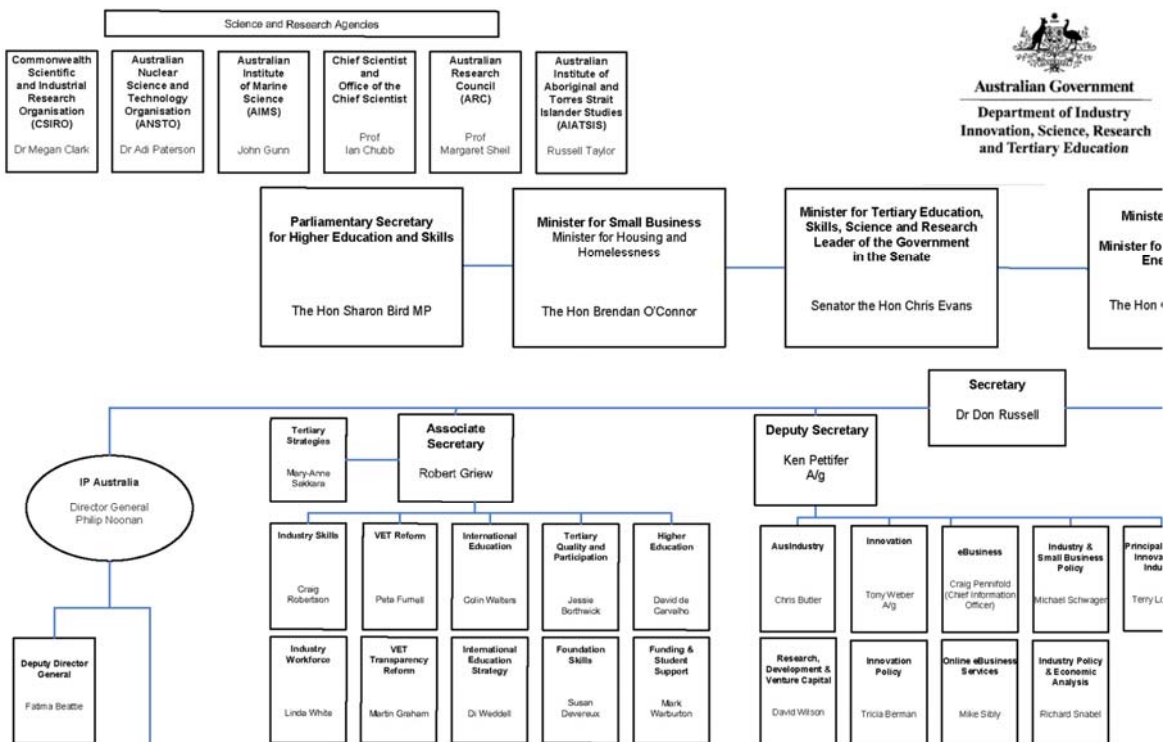 Science and Research Agencies
Commonwealth
Scientific
and Industrial
Research
Organisation
(CSIRO)
Dr Megan Clark
Australian
Nuclear
Science and
Technology
Organisation
(ANSTO)
Dr Adi Paterson
Australian
Institute
of Marine
Science
(AIMS)
John Gunn
Chief Scientist
and
Office of the
Chief Scientist
Prof
Ian Chubb
Australian
Research
Council
(ARC)
Prof
Margaret Sheil
Australian
Institute of
Aboriginal and
Torres Strait
Islander Studies
(AIATSIS)
Russell Taylor
Australian Government
Department of Industry
Innovation, Science, Research
and Tertiary Education
Parliamentary Secretary
for Higher Education and Skills
The Hon Sharon Bird MP
Minister for Small Business
Minister for Housing and
Homelessness
The Hon Brendan O'Connor
Minister for Tertiary Education,
Skills, Science and Research
Leader of the Government
in the Senate
Senator the Hon Chris Evans
Ministe
Minister fo
Ene
The Hon
Secretary
Dr Don Russell
IP Australia
Director General
Philip Noonan
Tertiary
Strategies
Mary-Anne
Sakkara
Associate
Secretary
Robert Griew
Deputy Secretary
Ken Pettifer
A/g
Industry Skills
Craig
Robertson
VET Reform
Peta Furnell
International
Education
Colin Walters
Tertiary
Quality and
Participation
Jessie
Borthwick
Higher
Education
David de
Carvalho
AusIndustry
Chris Butler
Innovation
Tony Weber
A/g
eBusiness
Craig Pennifold
(Chief Information
Officer)
Industry &
Small Business
Policy
Michael Schwager
Principal
Innova
Indu
Terry Lo
Deputy Director
General
Fatima Beattie
Industry
Workforce
Linda White
VET
Transparency
Reform
Martin Graham
International
Education
Strategy
Di Weddell
Foundation
Skills
Susan
Devereux
Funding &
Student
Support
Mark
Warburton
Research,
Development &
Venture Capital
David Wilson
Innovation
Policy
Tricia Berman
Online eBusiness
Services
Mike Sibly
Industry Policy
& Economic
Analysis
Richard Snabel